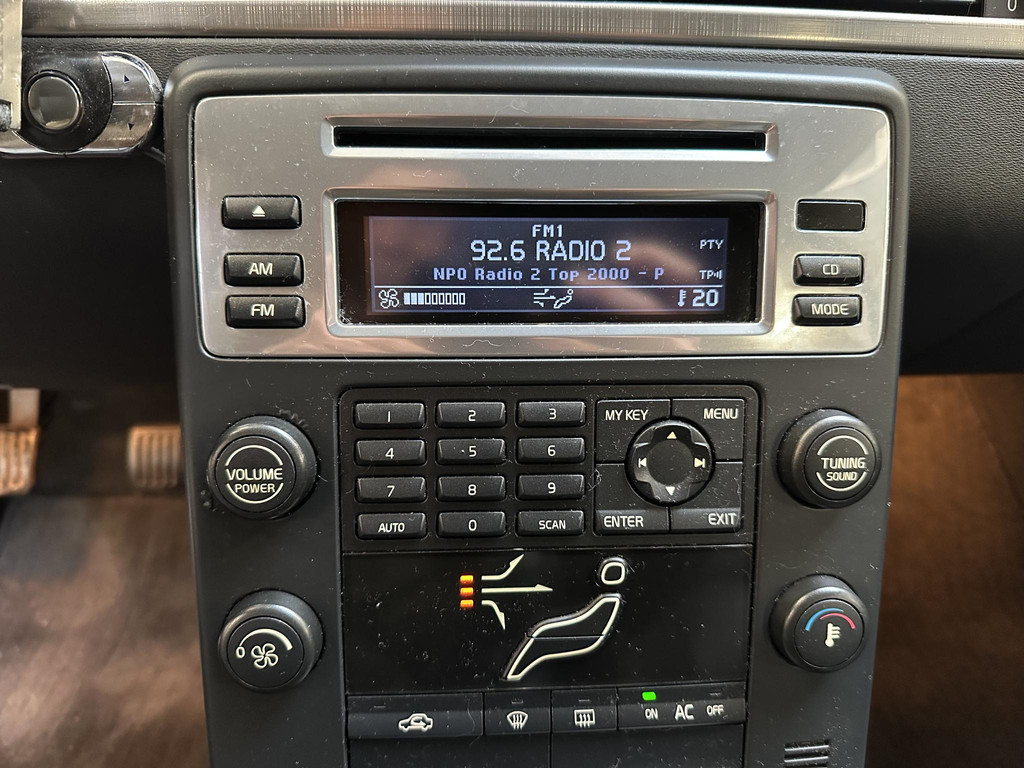 FM1
92.6 RADIO 2
PTY
NPO Radio 2 Top 2000 - P
TP
20
AM
FM
CD
MODE
1 2 3
4 5 6
7 8 9
AUTO 0 SCAN
MY KEY MENU
ENTER EXIT
VOLUME
POWER
TUNING
SOUND
0
ON AC OFF